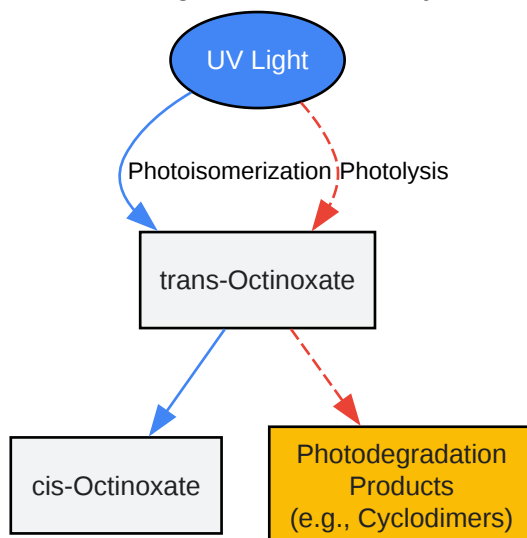 UV Light
Photoisomerization Photolysis
trans-Octinoxate
cis-Octinoxate
Photodegradation
Products
(e.g., Cyclodimers)